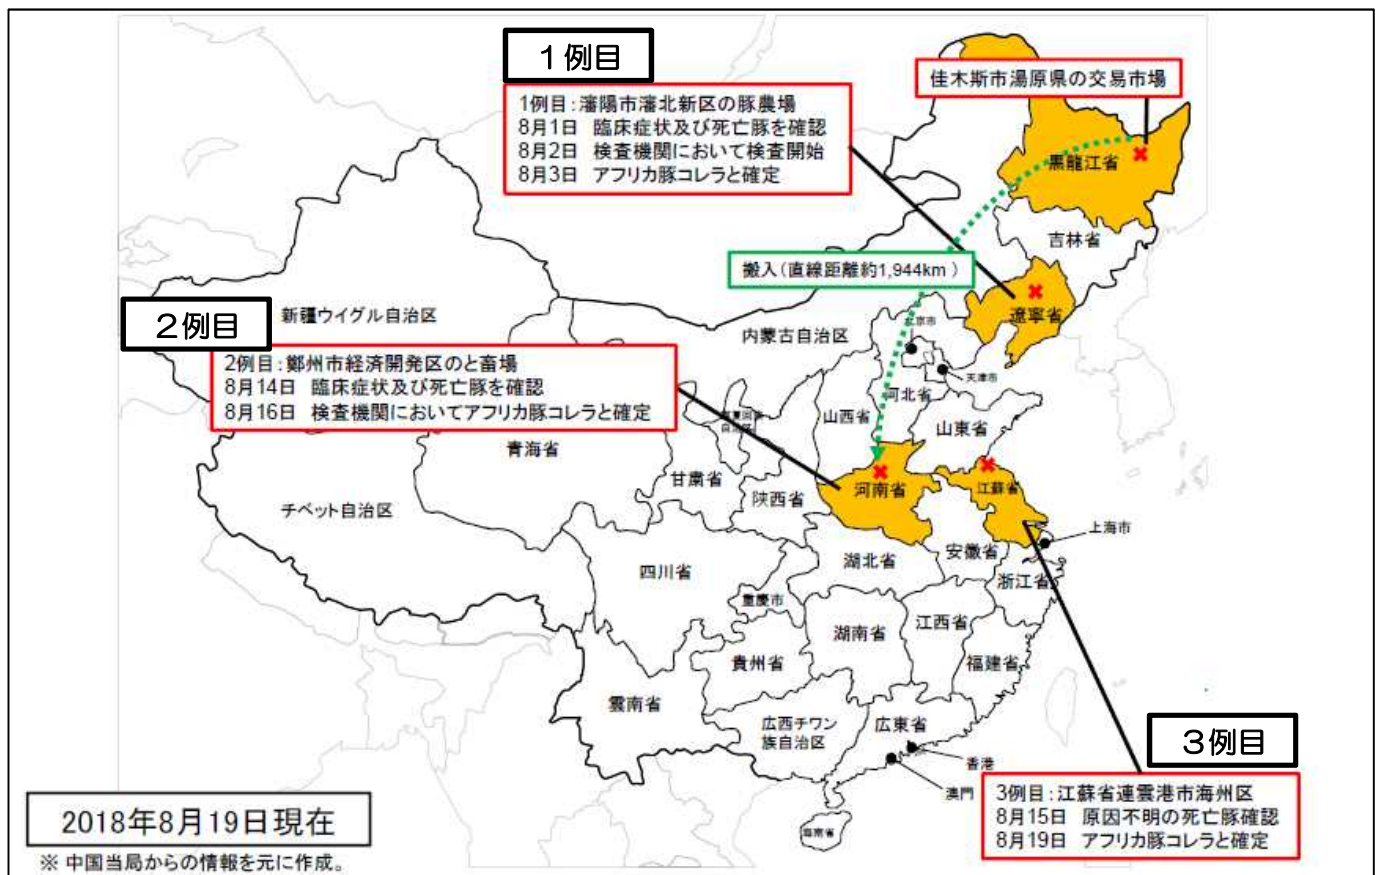 1例目
1例目:瀋陽市瀋北新区の豚農場
8月1日 臨床症状及び死亡豚を確認
8月2日 検査機関において検査開始
8月3日 アフリカ豚コレラと確定
佳木斯市湯原県の交易市場
黒龍江省
吉林省
搬入(直線距離約1,944km )
遼寧省
2例目
2例目:鄭州市経済開発区のと畜場
8月14日 臨床症状及び死亡豚を確認
8月16日 検査機関においてアフリカ豚コレラと確定
新疆ウイグル自治区
内蒙古自治区
天津市
河北省
山西省
山東省
自治区
青海省
甘粛省
陝西省
河南省
江蘇省
チベット自治区
上海市
安徽省
湖北省
四川省
浙江省
重慶市
湖南省
江西省
貴州省
福建省
雲南省
広西チワン
族自治区
広東省
香港
澳門
海南省
3例目
3例目:江蘇省連雲港市海州区
8月15日 原因不明の死亡豚確認
8月19日 アフリカ豚コレラと確定
2018年8月19日現在
※ 中国当局からの情報を元に作成。